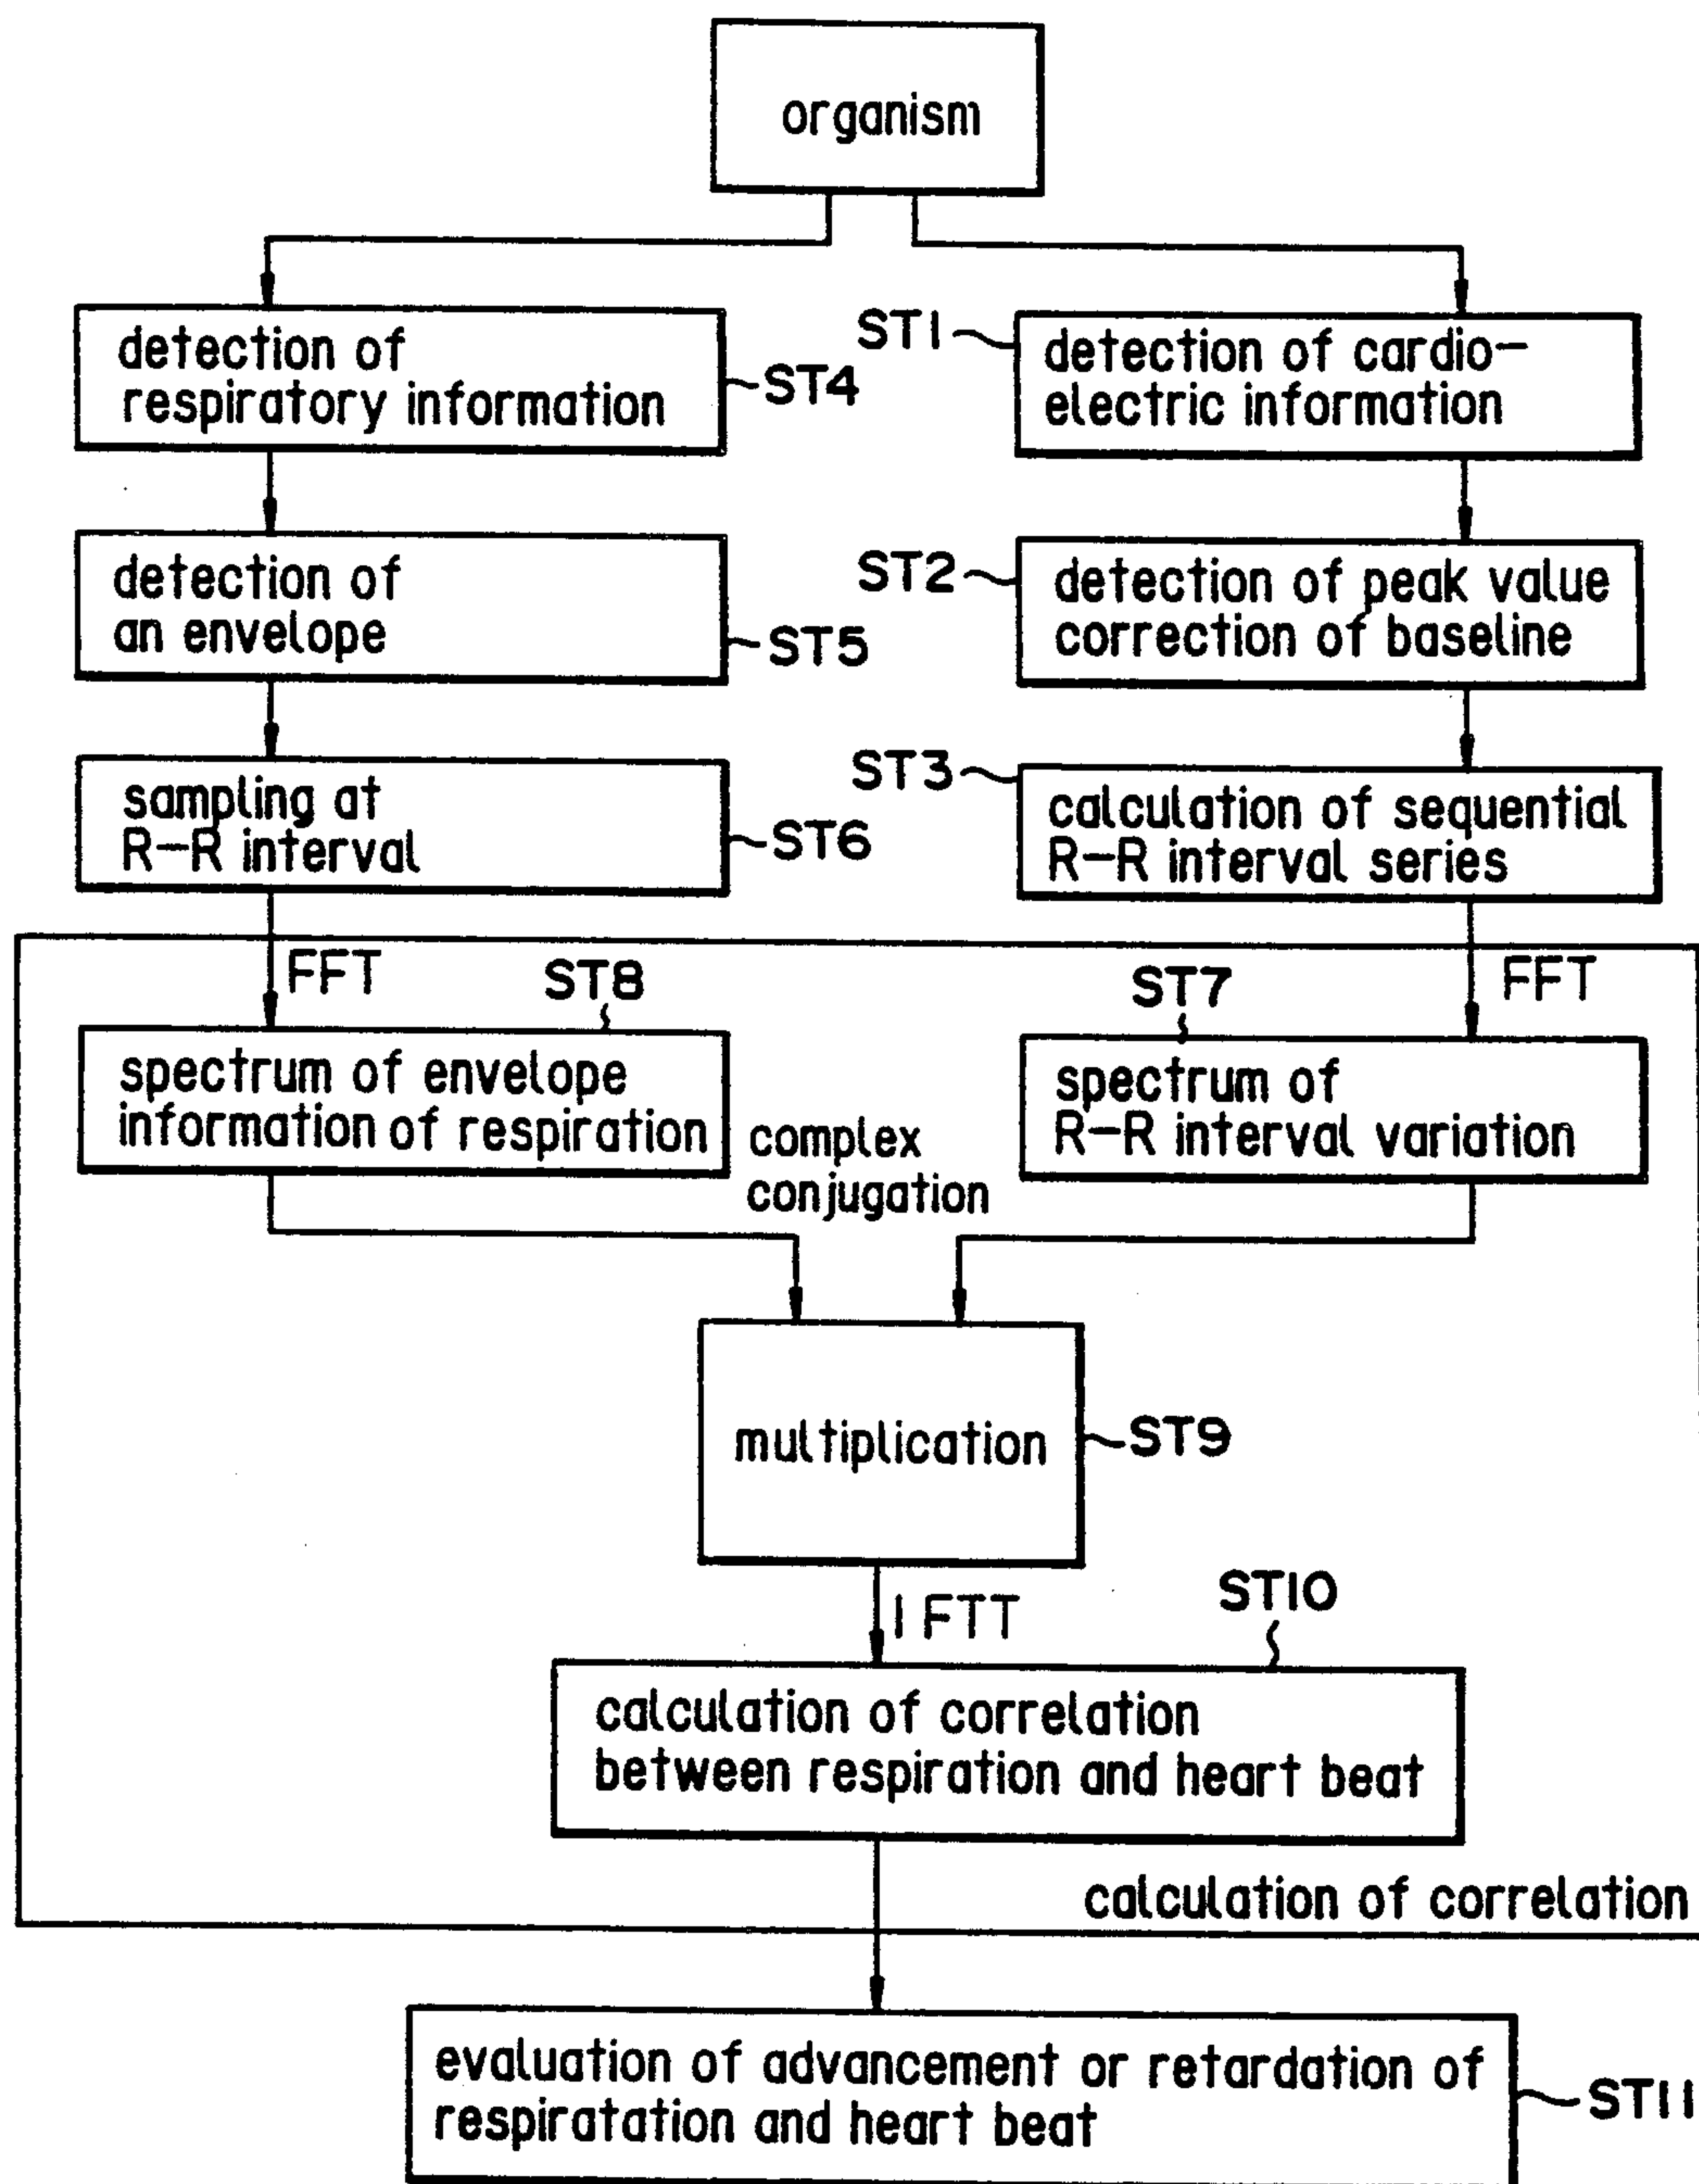 organism
detection of
respiratory information
ST4
ST1
detection of cardio-
electric information
detection of
an envelope
ST5
ST2
detection of peak value
correction of baseline
sampling at
R-R interval
ST6
ST3
calculation of sequential
R-R interval series
FFT
ST8
ST7
FFT
spectrum of envelope
information of respiration
complex
conjugation
spectrum of
R-R interval variation
multiplication
ST9
I FTT
ST10
calculation of correlation
between respiration and heart beat
calculation of correlation
evaluation of advancement or retardation of
respiratation and heart beat
ST11